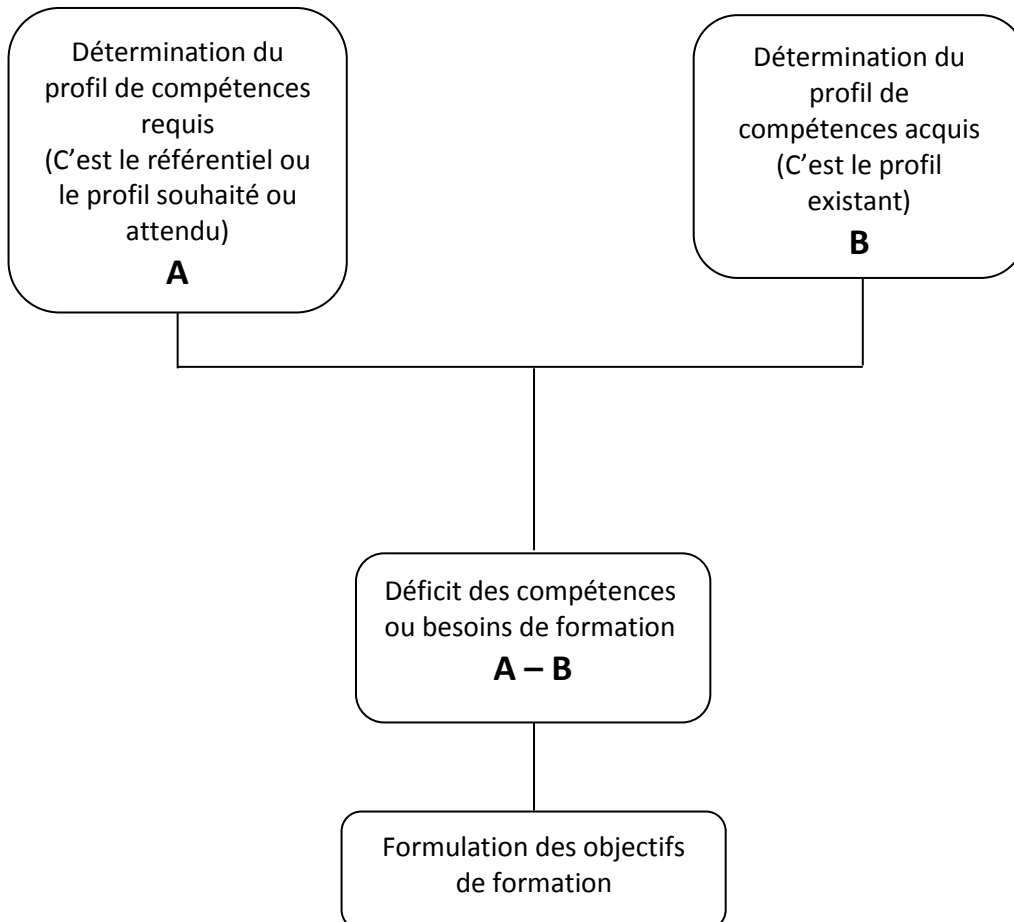 Détermination du
profil de compétences
requis
(C’est le référentiel ou
le profil souhaité ou
attendu)
A
Détermination du
profil de
compétences acquis
(C’est le profil
existant)
B
Déficit des compétences
ou besoins de formation
A – B
Formulation des objectifs
de formation